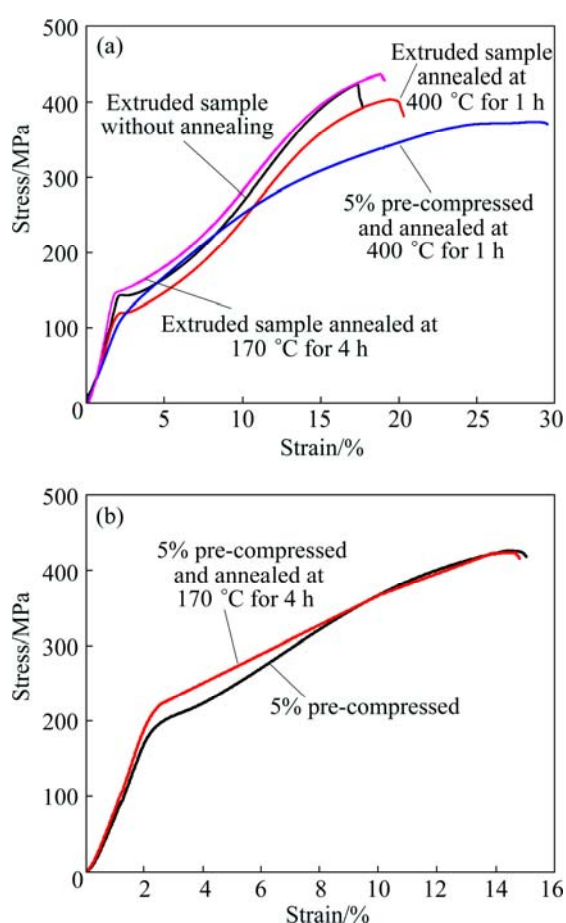 500
(a)
Extruded sample
annealed at
400 °C for 1 h
400
Extruded sample
without annealing
300
Stress/MPa
5% pre-compressed
and annealed at
400 °C for 1 h
200
100
Extruded sample annealed at
170 °C for 4 h
0
5
10
15
20
25
30
Strain/%
500
(b)
5% pre-compressed
and annealed at
170 °C for 4 h
400
300
Stress/MPa
5% pre-compressed
200
100
0
2
4
6
8
10
12
14
16
Strain/%